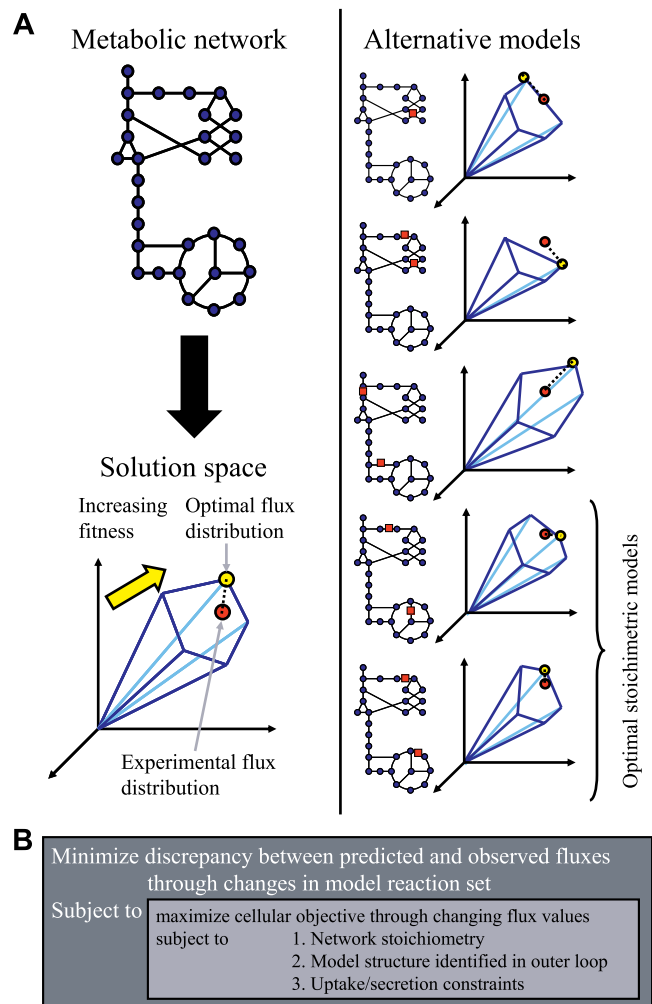 A
Metabolic network
Alternative models
Solution space
Increasing
fitness
Optimal flux
distribution
Experimental flux
distribution
Optimal stoichimetric models
B
Minimize discrepancy between predicted and observed fluxes
through changes in model reaction set
Subject to
maximize cellular objective through changing flux values
subject to
1. Network stoichiometry
2. Model structure identified in outer loop
3. Uptake/secretion constraints